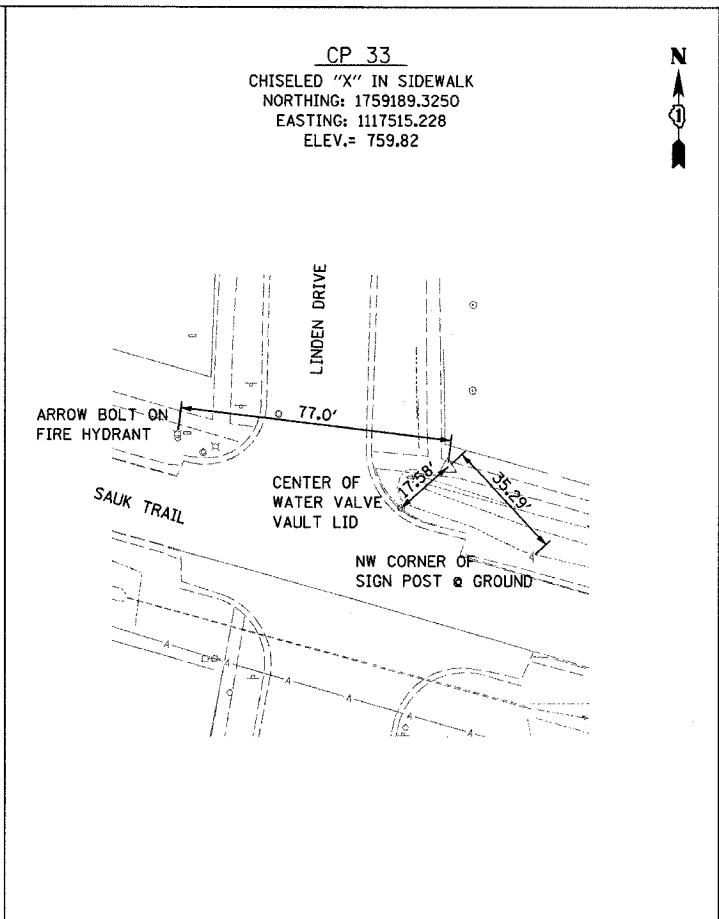 CP 33
CHISELED "X" IN SIDEWALK
NORTHING: 1759189.3250
EASTING: 1117515.228
ELEV.= 759.82
N
1
LINDEN DRIVE
77.0'
ARROW BOLT ON
FIRE HYDRANT
17.58'
35.29'
CENTER OF
WATER VALVE
VAULT LID
SAUK TRAIL
NW CORNER OF
SIGN POST @ GROUND
A
A
A
A
A
A